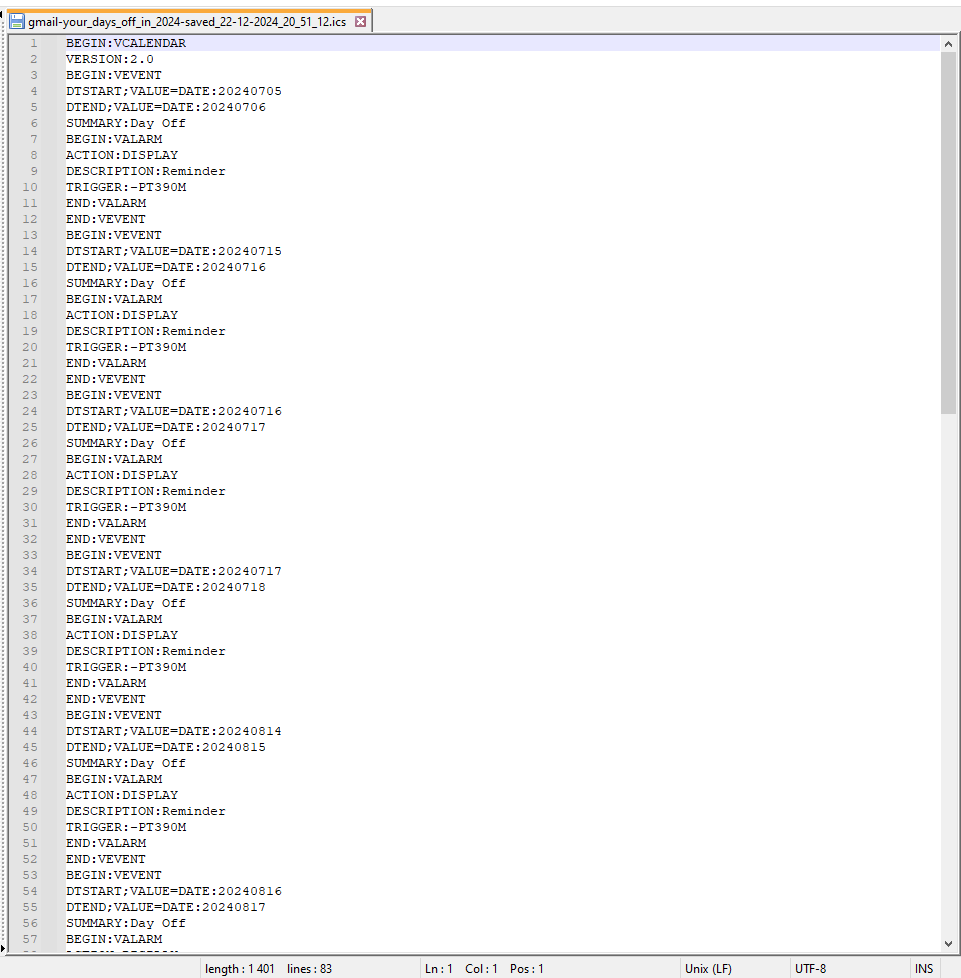 gmail-your_days_off_in_2024-saved_22-12-2024_20_51_12.ics
1 BEGIN:VCALENDAR
2 VERSION:2.0
3 BEGIN:VEVENT
4 DTSTART;VALUE=DATE:20240705
5 DTEND;VALUE=DATE:20240706
6 SUMMARY:Day Off
7 BEGIN:VALARM
8 ACTION:DISPLAY
9 DESCRIPTION:Reminder
10 TRIGGER:-PT390M
11 END:VALARM
12 END:VEVENT
13 BEGIN:VEVENT
14 DTSTART;VALUE=DATE:20240715
15 DTEND;VALUE=DATE:20240716
16 SUMMARY:Day Off
17 BEGIN:VALARM
18 ACTION:DISPLAY
19 DESCRIPTION:Reminder
20 TRIGGER:-PT390M
21 END:VALARM
22 END:VEVENT
23 BEGIN:VEVENT
24 DTSTART;VALUE=DATE:20240716
25 DTEND;VALUE=DATE:20240717
26 SUMMARY:Day Off
27 BEGIN:VALARM
28 ACTION:DISPLAY
29 DESCRIPTION:Reminder
30 TRIGGER:-PT390M
31 END:VALARM
32 END:VEVENT
33 BEGIN:VEVENT
34 DTSTART;VALUE=DATE:20240717
35 DTEND;VALUE=DATE:20240718
36 SUMMARY:Day Off
37 BEGIN:VALARM
38 ACTION:DISPLAY
39 DESCRIPTION:Reminder
40 TRIGGER:-PT390M
41 END:VALARM
42 END:VEVENT
43 BEGIN:VEVENT
44 DTSTART;VALUE=DATE:20240814
45 DTEND;VALUE=DATE:20240815
46 SUMMARY:Day Off
47 BEGIN:VALARM
48 ACTION:DISPLAY
49 DESCRIPTION:Reminder
50 TRIGGER:-PT390M
51 END:VALARM
52 END:VEVENT
53 BEGIN:VEVENT
54 DTSTART;VALUE=DATE:20240816
55 DTEND;VALUE=DATE:20240817
56 SUMMARY:Day Off
57 BEGIN:VALARM
length : 1 401 lines : 83 Ln : 1 Col : 1 Pos : 1 Unix (LF) UTF-8 INS